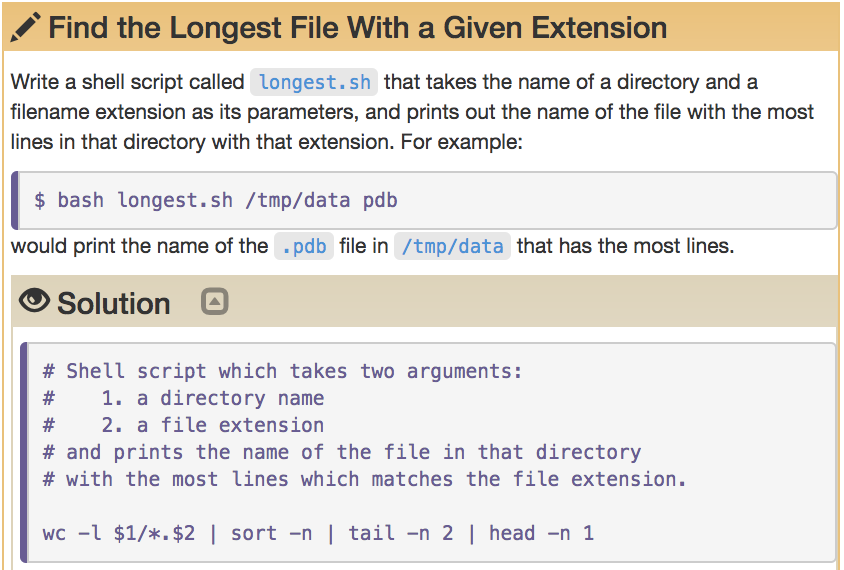 Find the Longest File With a Given Extension
Write a shell script called longest.sh that takes the name of a directory and a
filename extension as its parameters, and prints out the name of the file with the most
lines in that directory with that extension. For example:
$ bash longest.sh /tmp/data pdb
would print the name of the .pdb file in /tmp/data that has the most lines.
Solution
# Shell script which takes two arguments:
#    1. a directory name
#    2. a file extension
# and prints the name of the file in that directory
# with the most lines which matches the file extension.
wc -l $1/*.$2 | sort -n | tail -n 2 | head -n 1